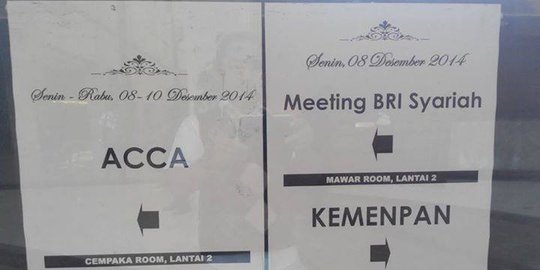 Senin - Rabu, 08-10 Desember 2014
ACCA
CEMPAKA ROOM, LANTAI 2
Senin, 08 Desember 2014
Meeting BRI Syariah
MAWAR ROOM, LANTAI 2
KEMENPAN